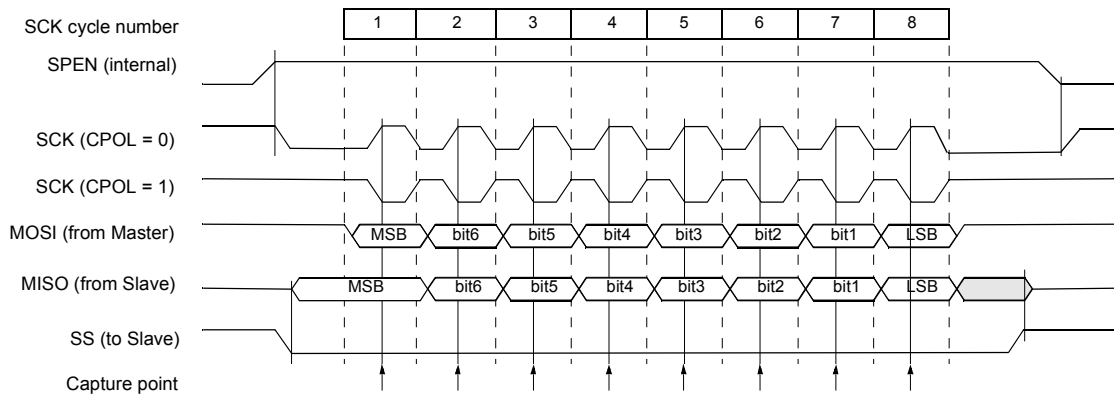 SCK cycle number 1 2 3 4 5 6 7 8
SPEN (internal)
SCK (CPOL = 0)
SCK (CPOL = 1)
MOSI (from Master) MSB bit6 bit5 bit4 bit3 bit2 bit1 LSB
MISO (from Slave) MSB bit6 bit5 bit4 bit3 bit2 bit1 LSB
SS (to Slave)
Capture point